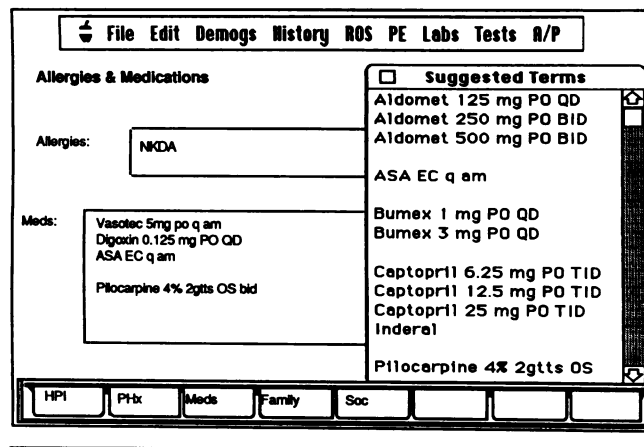 File Edit Demogs History ROS PE Labs Tests A/P
Allergies & Medications
Allergies:
NKDA
Meds:
Vasotec 5mg po q am
Digoxin 0.125 mg PO QD
ASA EC q am
Pilocarpine 4% 2gtts OS bid
Suggested Terms
Aldomet 125 mg PO QD
Aldomet 250 mg PO BID
Aldomet 500 mg PO BID
ASA EC q am
Bumex 1 mg PO QD
Bumex 3 mg PO QD
Captopril 6.25 mg PO TID
Captopril 12.5 mg PO TID
Captopril 25 mg PO TID
Inderal
Pilocarpine 4% 2gtts OS
HPI PHx Meds Family Soc